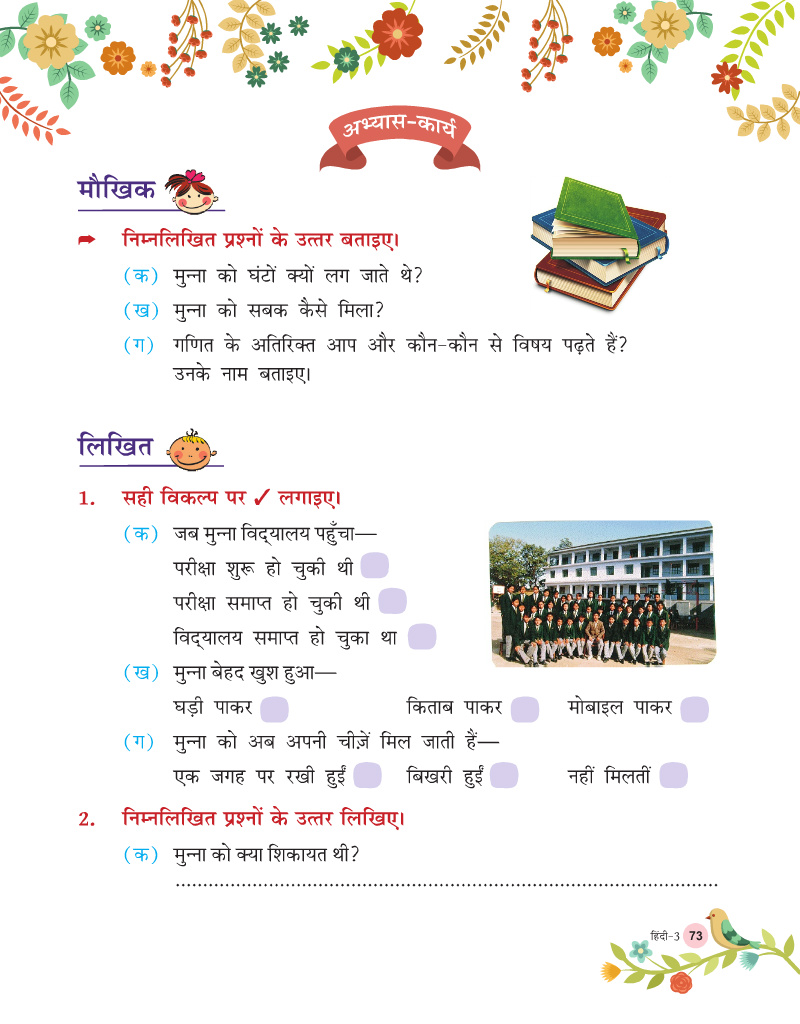 अभ्यास-कार्य
मौखिक
निम्नलिखित प्रश्नों के उत्तर बताइए।
(क) मुन्ना को घंटों क्यों लग जाते थे?
(ख) मुन्ना को सबक कैसे मिला?
(ग) गणित के अतिरिक्त आप और कौन-कौन से विषय पढ़ते हैं?
उनके नाम बताइए।
लिखित
1. सही विकल्प पर ✓ लगाइए।
(क) जब मुन्ना विद्‌यालय पहुँचा—
परीक्षा शुरू हो चुकी थी
परीक्षा समाप्त हो चुकी थी
विद्‌यालय समाप्त हो चुका था
(ख) मुन्ना बेहद खुश हुआ—
घड़ी पाकर किताब पाकर मोबाइल पाकर
(ग) मुन्ना को अब अपनी चीज़ें मिल जाती हैं—
एक जगह पर रखी हुईं बिखरी हुईं नहीं मिलतीं
2. निम्नलिखित प्रश्नों के उत्तर लिखिए।
(क) मुन्ना को क्या शिकायत थी?
हिंदी-3 73